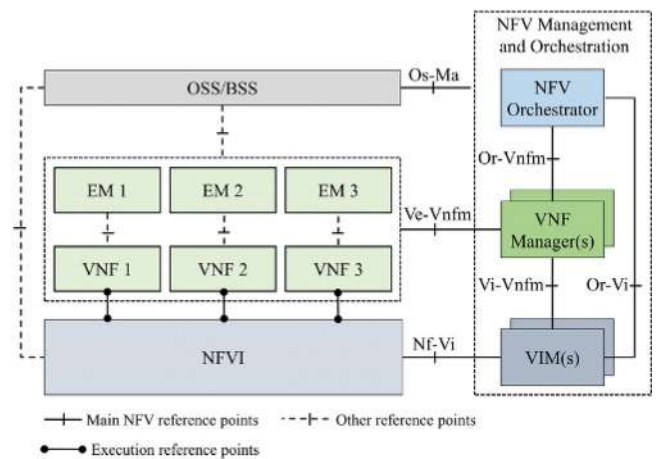 NFV Management
and Orchestration
Os-Ma
OSS/BSS
NFV
Orchestrator
Or-Vnfm
EM 1
EM 2
EM 3
Ve-Vnfm
VNF
Manager(s)
VNF 1
VNF 2
VNF 3
Vi-Vnfm
Or-Vi
NFVI
Nf-Vi
VIM(s)
Main NFV reference points
Other reference points
Execution reference points